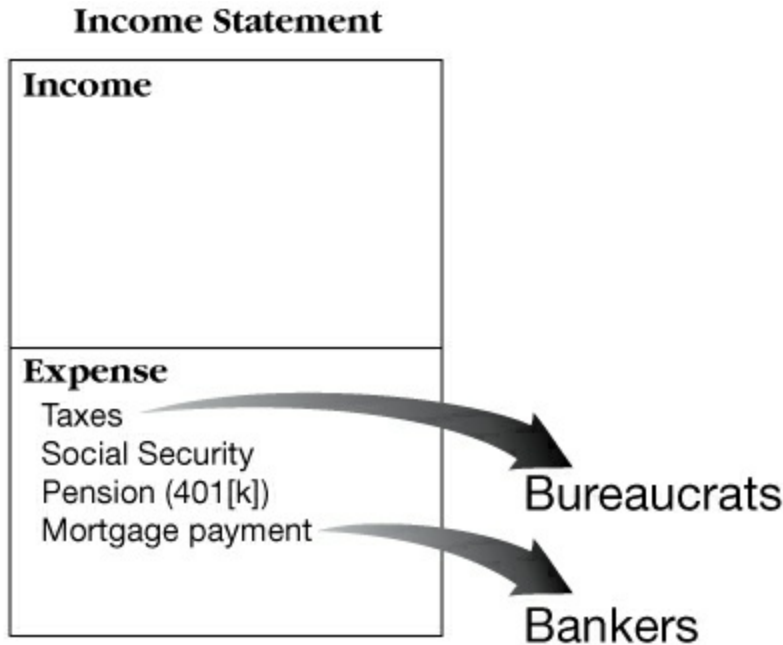 Income Statement
Income
Expense
Taxes
Social Security
Pension (401[k])
Mortgage payment
Bureaucrats
Bankers